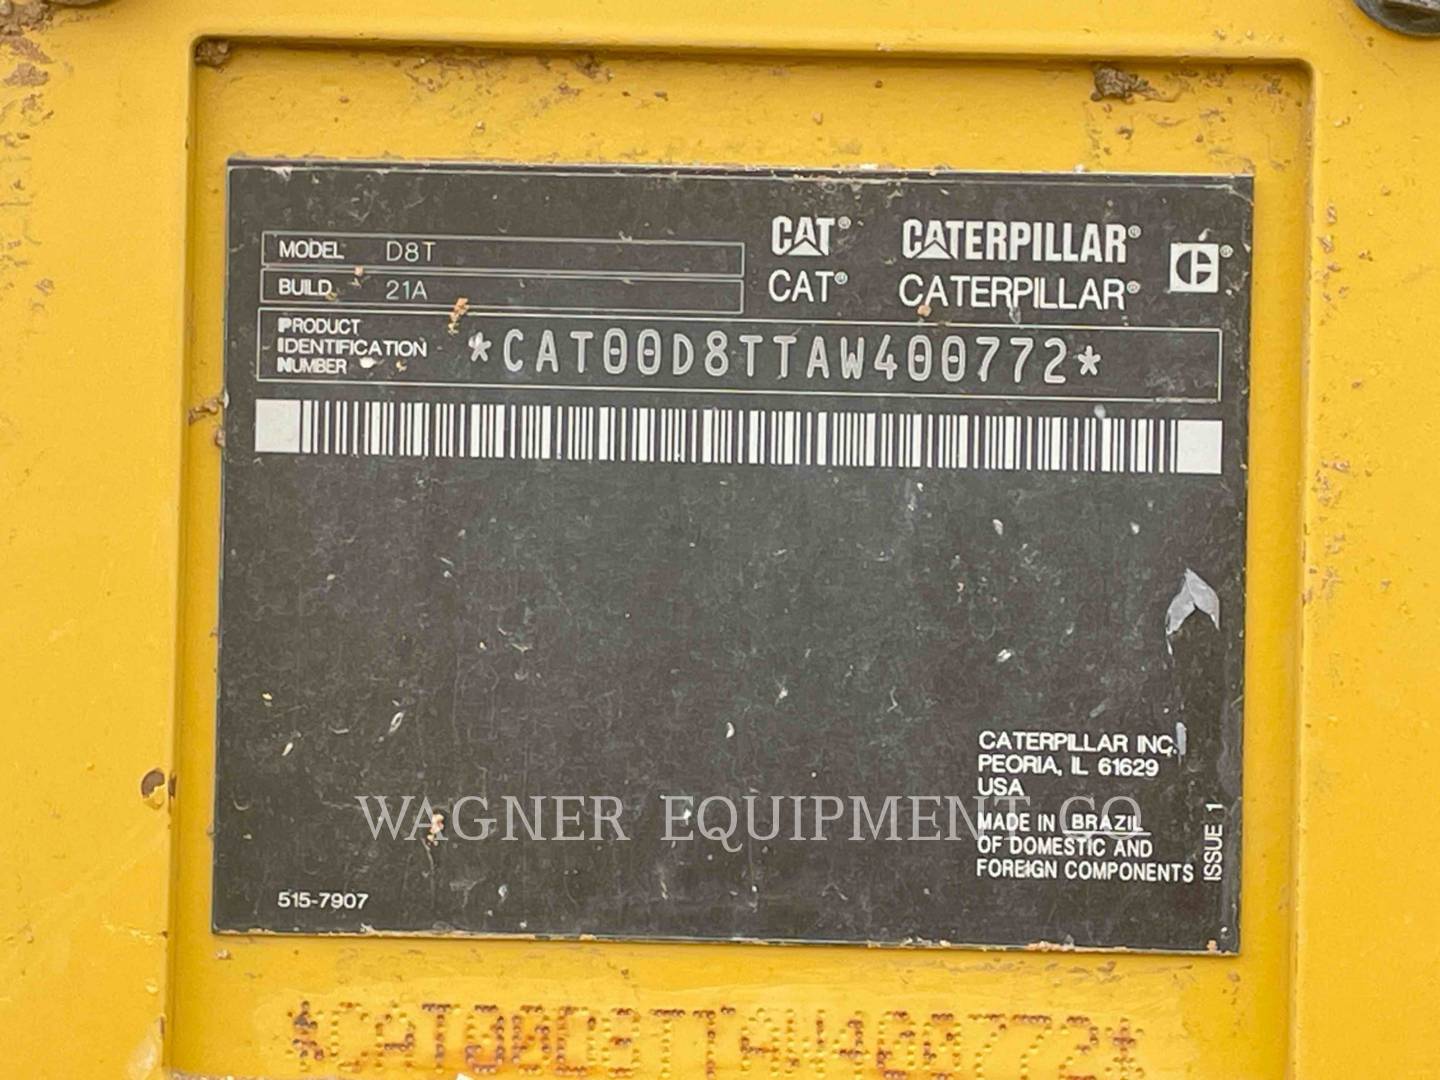 MODEL D8T
BUILD 21A
CAT® CATERPILLAR®
CAT® CATERPILLAR®
PRODUCT
IDENTIFICATION
NUMBER
*CAT00D8TTAW400772*
CATERPILLAR INC.
PEORIA, IL 61629
USA
MADE IN BRAZIL
OF DOMESTIC AND
FOREIGN COMPONENTS
ISSUE 1
515-7907
WAGNER EQUIPMENT CO
*CAT00D8TTAW400772*